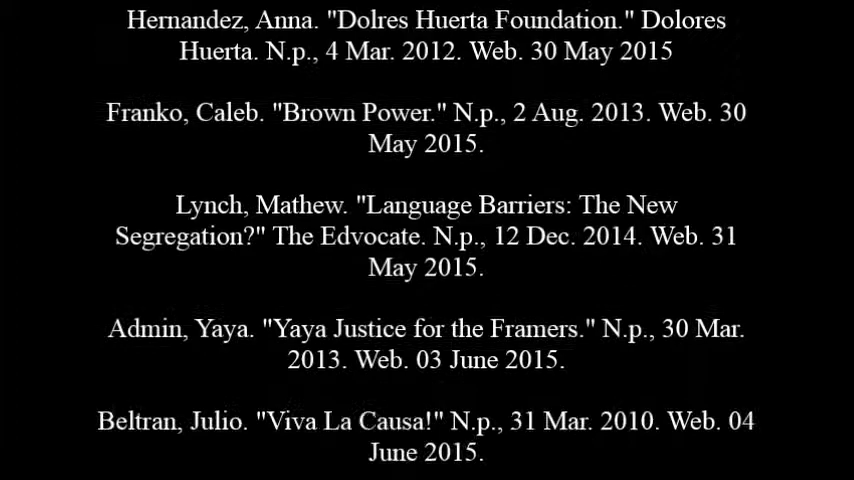 Hernandez, Anna. "Dolres Huerta Foundation." Dolores
Huerta. N.p., 4 Mar. 2012. Web. 30 May 2015
Franko, Caleb. "Brown Power." N.p., 2 Aug. 2013. Web. 30
May 2015.
Lynch, Mathew. "Language Barriers: The New
Segregation?" The Edvocate. N.p., 12 Dec. 2014. Web. 31
May 2015.
Admin, Yaya. "Yaya Justice for the Framers." N.p., 30 Mar.
2013. Web. 03 June 2015.
Beltran, Julio. "Viva La Causa!" N.p., 31 Mar. 2010. Web. 04
June 2015.